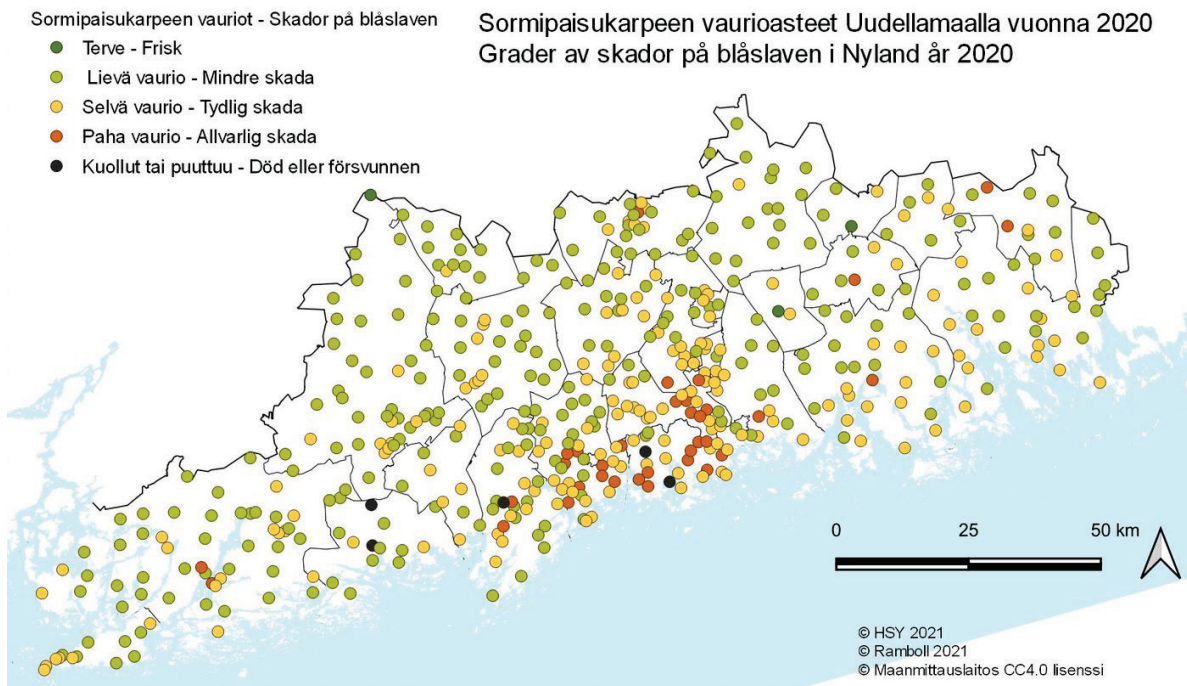 Sormipaisukarpeen vauriot - Skador på blåslaven
Terve - Frisk
Lievä vaurio - Mindre skada
Selvä vaurio - Tydlig skada
Paha vaurio - Allvarlig skada
Kuollut tai puuttuu - Död eller försvunnen
Sormipaisukarpeen vaurioasteet Uudellamaalla vuonna 2020
Grader av skador på blåslaven i Nyland år 2020
0 25 50 km
© HSY 2021
© Ramboll 2021
© Maanmittauslaitos CC4.0 lisenssi